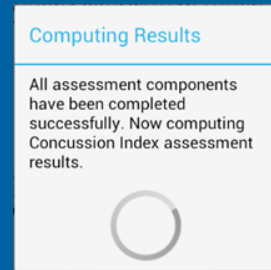 Computing Results
All assessment components
have been completed
successfully. Now computing
Concussion Index assessment
results.